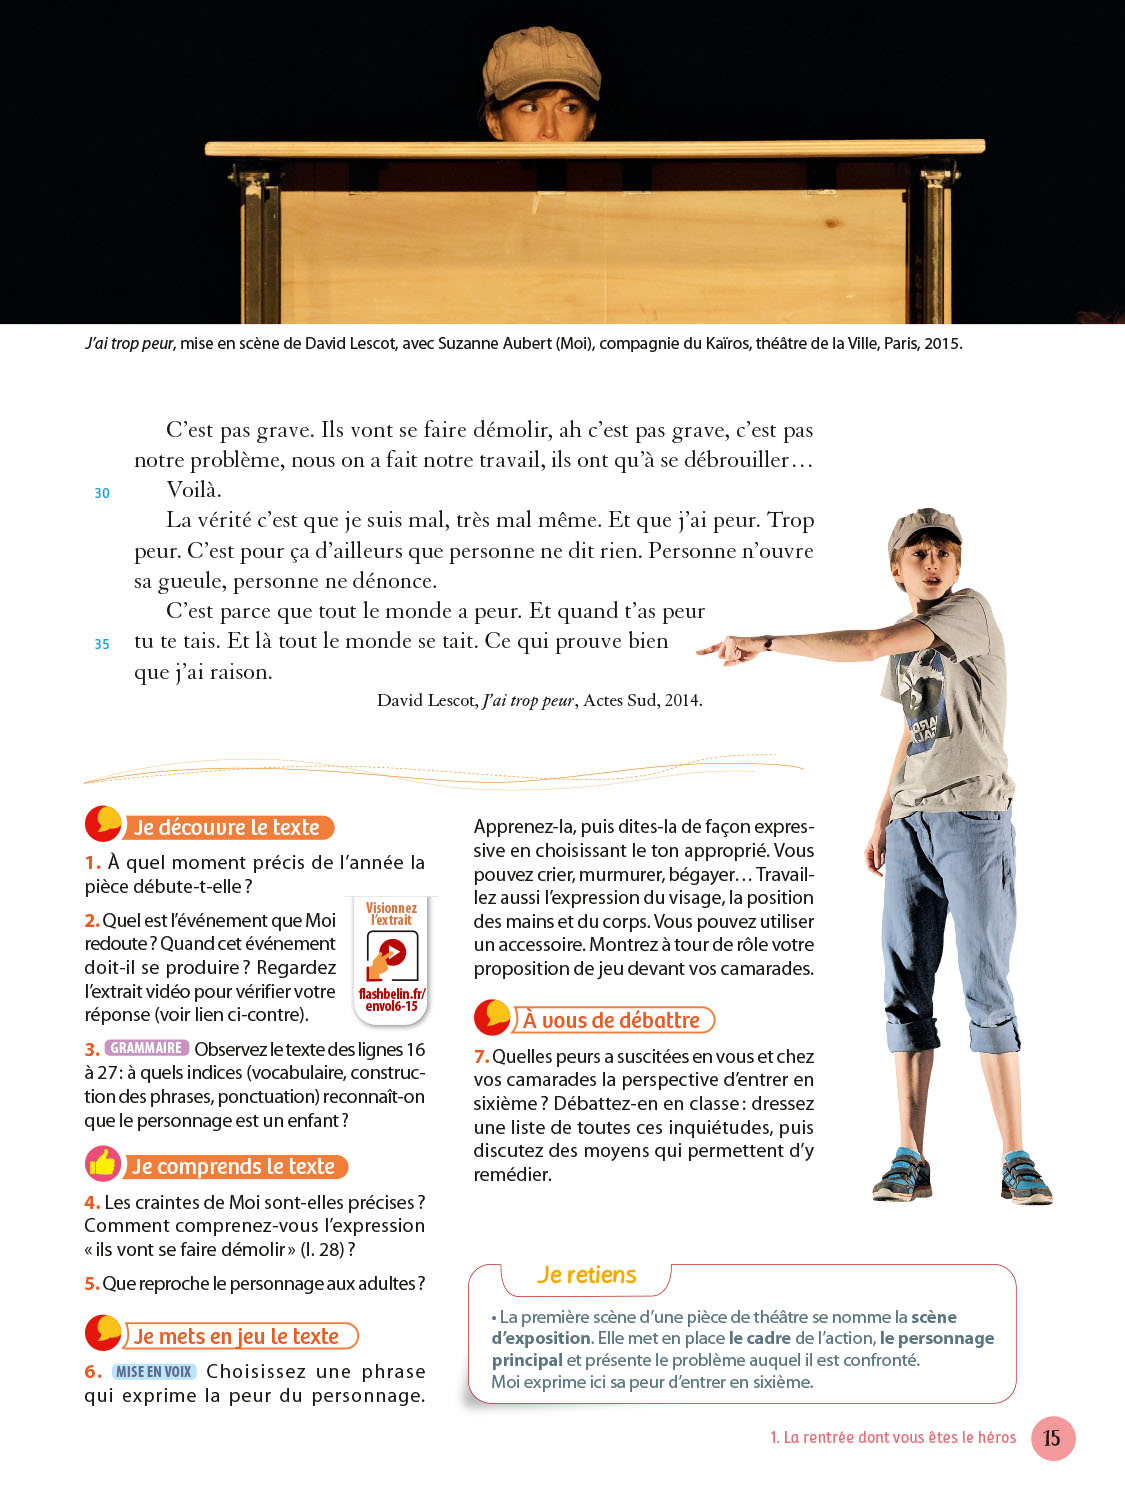 J'ai trop peur, mise en scène de David Lescot, avec Suzanne Aubert (Moi), compagnie du Kaïros, théâtre de la Ville, Paris, 2015.
C'est pas grave. Ils vont se faire démolir, ah c'est pas grave, c'est pas
notre problème, nous on a fait notre travail, ils ont qu'à se débrouiller…
30 Voilà.
La vérité c'est que je suis mal, très mal même. Et que j'ai peur. Trop
peur. C'est pour ça d'ailleurs que personne ne dit rien. Personne n'ouvre
sa gueule, personne ne dénonce.
C'est parce que tout le monde a peur. Et quand t'as peur
35 tu te tais. Et là tout le monde se tait. Ce qui prouve bien
que j'ai raison.
David Lescot, J'ai trop peur, Actes Sud, 2014.
Je découvre le texte
1. À quel moment précis de l'année la
pièce débute-t-elle ?
2. Quel est l'événement que Moi
redoute ? Quand cet événement
doit-il se produire ? Regardez
l'extrait vidéo pour vérifier votre
réponse (voir lien ci-contre).
Visionnez
l'extrait
flashbelin.fr/
envol6-15
3. GRAMMAIRE Observez le texte des lignes 16
à 27 : à quels indices (vocabulaire, construc-
tion des phrases, ponctuation) reconnaît-on
que le personnage est un enfant ?
Je comprends le texte
4. Les craintes de Moi sont-elles précises ?
Comment comprenez-vous l'expression
« ils vont se faire démolir » (l. 28) ?
5. Que reproche le personnage aux adultes ?
Je mets en jeu le texte
6. MISE EN VOIX Choisissez une phrase
qui exprime la peur du personnage.
Apprenez-la, puis dites-la de façon expres-
sive en choisissant le ton approprié. Vous
pouvez crier, murmurer, bégayer… Travail-
lez aussi l'expression du visage, la position
des mains et du corps. Vous pouvez utiliser
un accessoire. Montrez à tour de rôle votre
proposition de jeu devant vos camarades.
À vous de débattre
7. Quelles peurs a suscitées en vous et chez
vos camarades la perspective d'entrer en
sixième ? Débattez-en en classe : dressez
une liste de toutes ces inquiétudes, puis
discutez des moyens qui permettent d'y
remédier.
Je retiens
• La première scène d'une pièce de théâtre se nomme la scène
d'exposition. Elle met en place le cadre de l'action, le personnage
principal et présente le problème auquel il est confronté.
Moi exprime ici sa peur d'entrer en sixième.
1. La rentrée dont vous êtes le héros 15